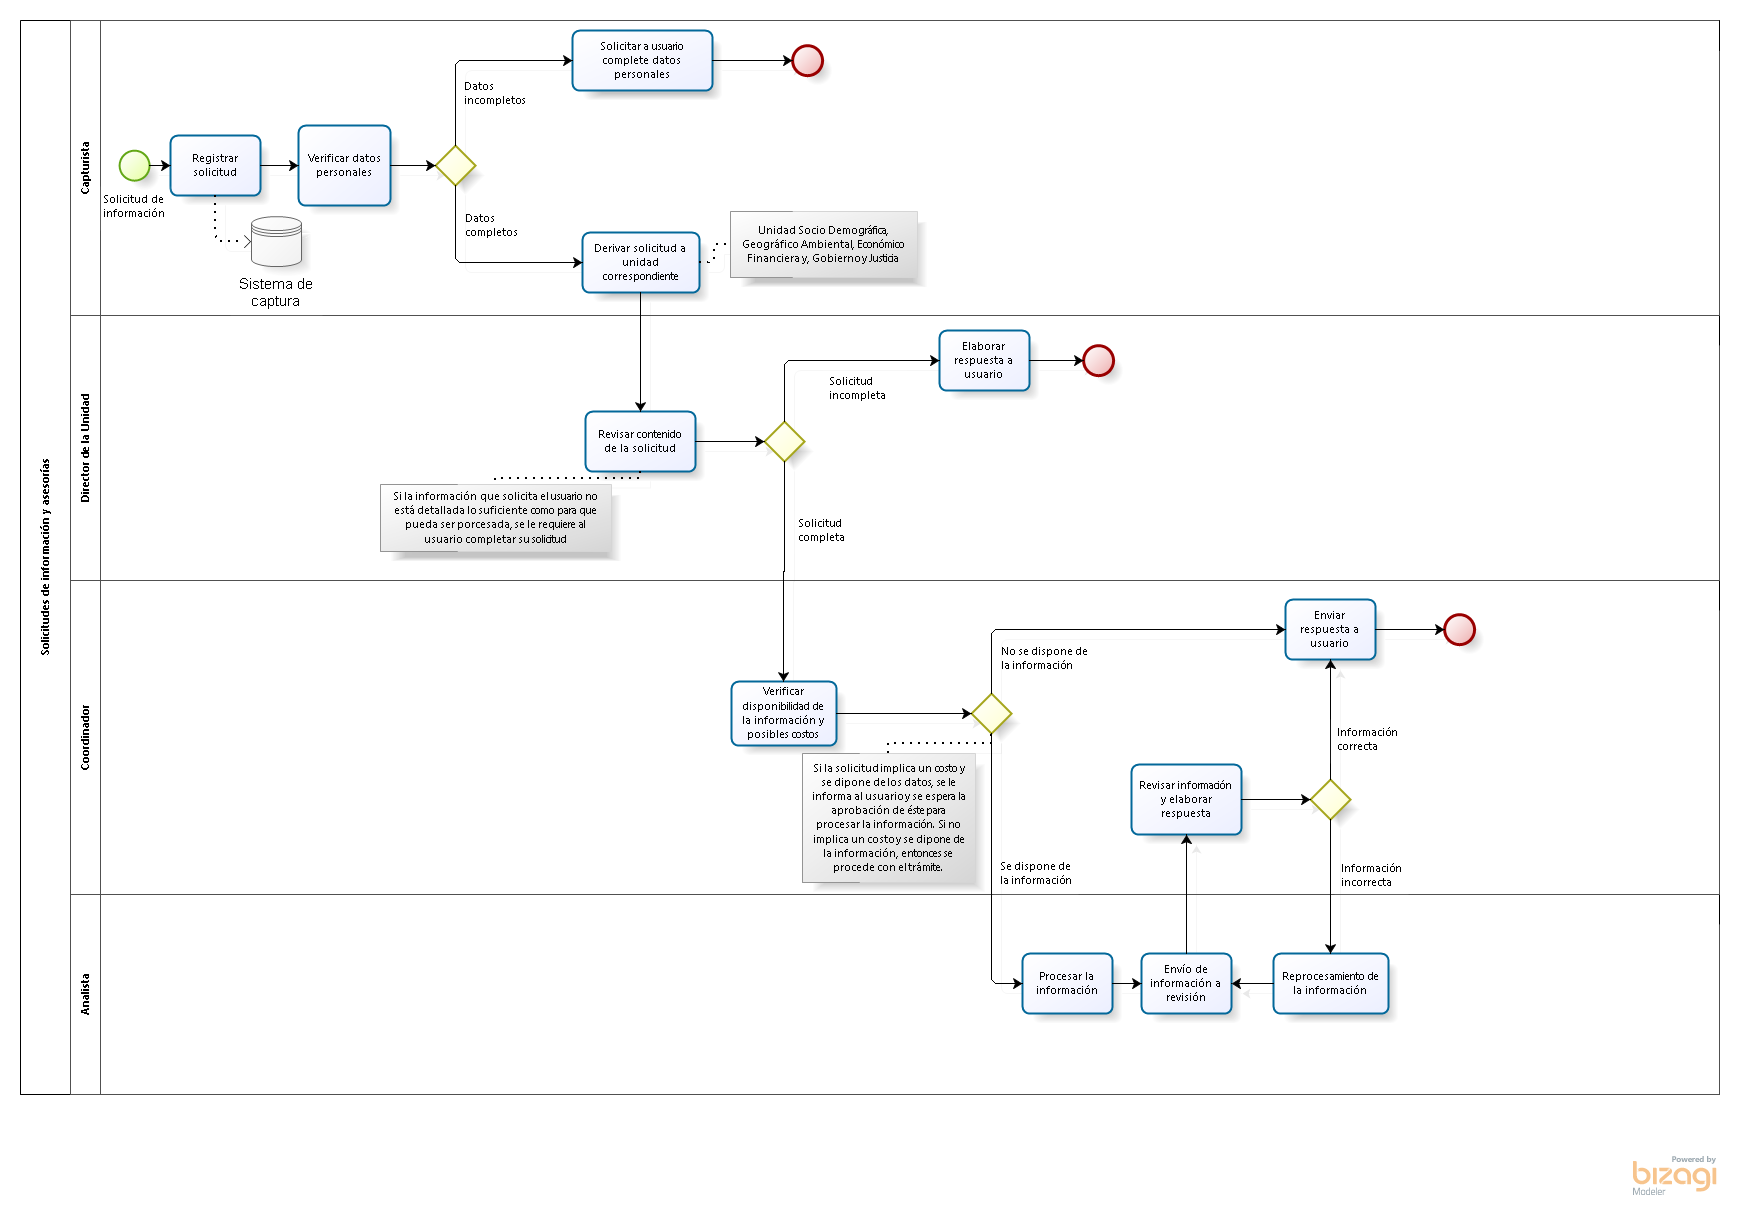 Solicitudes de información y asesorías
Capturista
Solicitud de
información
Registrar
solicitud
Sistema de
captura
Verificar datos
personales
Datos
incompletos
Datos
completos
Solicitar a usuario
complete datos
personales
Derivar solicitud a
unidad
correspondiente
Unidad Socio Demográfica,
Geográfico Ambiental, Económico
Financiera y, Gobierno y Justicia
Director de la Unidad
Revisar contenido
de la solicitud
Si la información que solicita el usuario no
está detallada lo suficiente como para que
pueda ser porcesada, se le requiere al
usuario completar su solicitud
Solicitud
incompleta
Solicitud
completa
Elaborar
respuesta a
usuario
Coordinador
Verificar
disponibilidad de
la información y
posibles costos
Si la solicitud implica un costo y
se dipone de los datos, se le
informa al usuario y se espera la
aprobación de éste para
procesar la información. Si no
implica un costo y se dipone de
la información, entonces se
procede con el trámite.
No se dispone de
la información
Se dispone de
la información
Enviar
respuesta a
usuario
Revisar información
y elaborar
respuesta
Información
correcta
Información
incorrecta
Analista
Procesar la
información
Envío de
información a
revisión
Reprocesamiento de
la información
Powered by
bizagi
Modeler